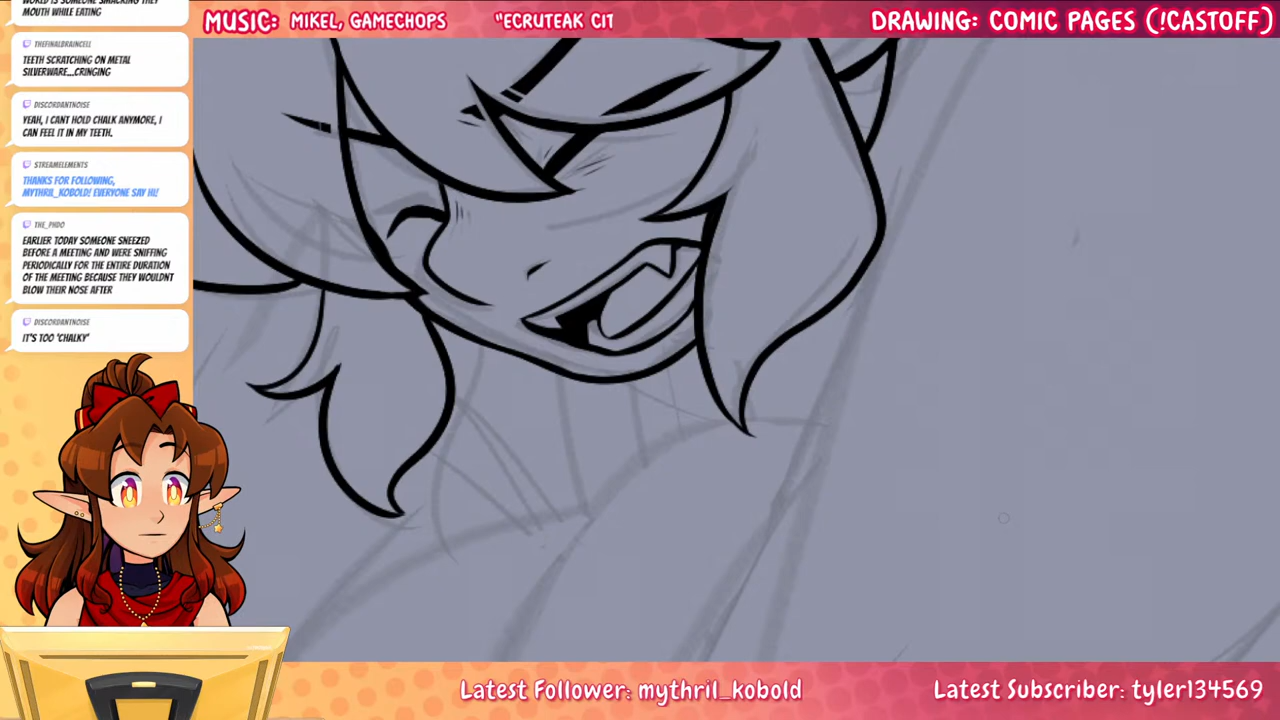 MUSIC: MIKEL, GAMECHOPS "ECRUTEAK CIT
DRAWING: COMIC PAGES (!CASTOFF)
WORLD IS SOMEONE SMACKING THEY
MOUTH WHILE EATING
THEFINALBRAINCELL
TEETH SCRATCHING ON METAL
SILVERWARE...CRINGING
DISCORDANTNOISE
YEAH, I CANT HOLD CHALK ANYMORE, I
CAN FEEL IT IN MY TEETH.
STREAMELEMENTS
THANKS FOR FOLLOWING,
MYTHRIL_KOBOLD! EVERYONE SAY HI!
THE_PHDO
EARLIER TODAY SOMEONE SNEEZED
BEFORE A MEETING AND WERE SNIFFING
PERIODICALLY FOR THE ENTIRE DURATION
OF THE MEETING BECAUSE THEY WOULDNT
BLOW THEIR NOSE AFTER
DISCORDANTNOISE
IT'S TOO 'CHALKY'
Latest Follower: mythril_kobold
Latest Subscriber: tyler134569